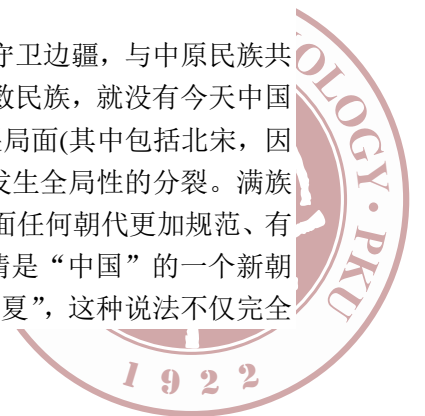 守卫边疆，与中原民族共
数民族，就没有今天中国
局面(其中包括北宋，因
发生全局性的分裂。满族
面任何朝代更加规范、有
清是“中国”的一个新朝
夏”，这种说法不仅完全
OLOGY • PKU
1922